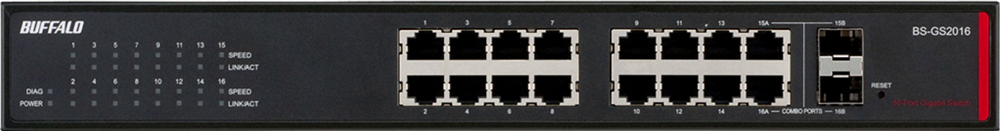 BUFFALO
1 3 5 7 9 11 13 15
SPEED
LINK/ACT
2 4 6 8 10 12 14 16
DIAG SPEED
POWER LINK/ACT
1 3 5 7
2 4 6 8
9 11 13 15A 15B
10 12 14 16A COMBO PORTS 16B
BS-GS2016
RESET
16-Port Gigabit Switch